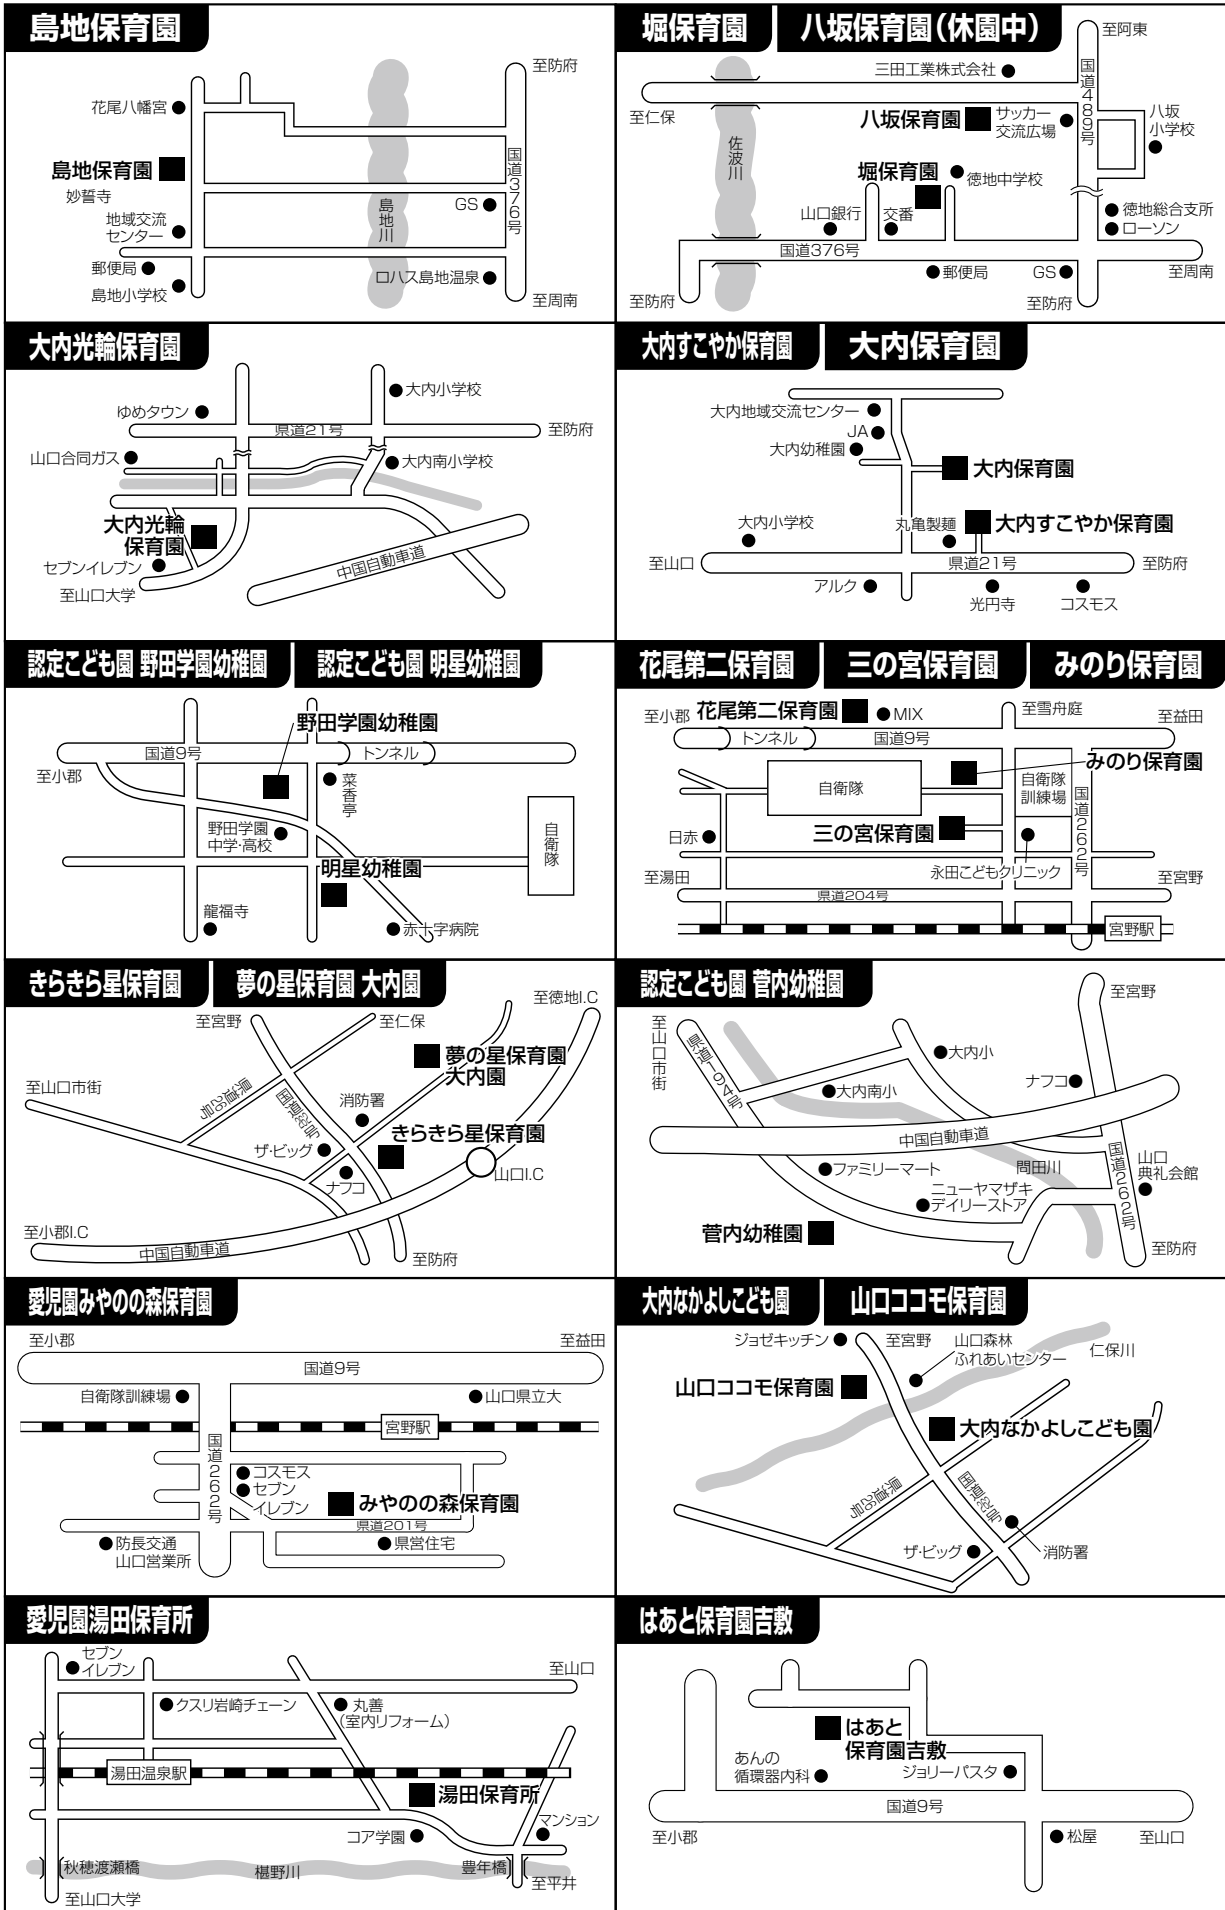 島地保育園
至防府
花尾八幡宮
島地保育園
妙誓寺
地域交流
センター
郵便局
島地小学校
島地川
GS
国道376号
ロハス島地温泉
至周南
堀保育園
八坂保育園(休園中)
至阿東
三田工業株式会社
国道489号
至仁保
八坂保育園
サッカー
交流広場
八坂
小学校
佐波川
堀保育園
徳地中学校
山口銀行
交番
徳地総合支所
ローソン
国道376号
郵便局
GS
至周南
至防府
至防府
大内光輪保育園
大内小学校
ゆめタウン
県道21号
至防府
山口合同ガス
大内南小学校
大内光輪
保育園
セブンイレブン
至山口大学
中国自動車道
大内すこやか保育園
大内保育園
大内地域交流センター
JA
大内幼稚園
大内保育園
大内小学校
丸亀製麺
大内すこやか保育園
至山口
県道21号
至防府
アルク
光円寺
コスモス
認定こども園 野田学園幼稚園
認定こども園 明星幼稚園
野田学園幼稚園
国道9号
トンネル
至小郡
菜香亭
野田学園
中学・高校
自衛隊
明星幼稚園
龍福寺
赤十字病院
花尾第二保育園
三の宮保育園
みのり保育園
至小郡
花尾第二保育園
MIX
至雪舟庭
至益田
トンネル
国道9号
みのり保育園
自衛隊
自衛隊
訓練場
国道262号
日赤
三の宮保育園
永田こどもクリニック
至湯田
県道204号
至宮野
宮野駅
きらきら星保育園
夢の星保育園 大内園
至徳地I.C
至宮野
至仁保
夢の星保育園
大内園
至山口市街
県道26号
国道262号
消防署
きらきら星保育園
ザ・ビッグ
ナフコ
山口I.C
至小郡I.C
中国自動車道
至防府
認定こども園 菅内幼稚園
至宮野
至山口市街
県道194号
大内小
ナフコ
大内南小
中国自動車道
ファミリーマート
問田川
国道262号
山口
典礼会館
ニューヤマザキ
デイリーストア
菅内幼稚園
至防府
愛児園みやのの森保育園
至小郡
至益田
国道9号
自衛隊訓練場
山口県立大
宮野駅
国道262号
コスモス
セブン
イレブン
みやのの森保育園
県道201号
防長交通
山口営業所
県営住宅
大内なかよしこども園
山口ココモ保育園
ジョゼキッチン
至宮野
山口森林
ふれあいセンター
仁保川
山口ココモ保育園
大内なかよしこども園
県道26号
国道262号
ザ・ビッグ
消防署
愛児園湯田保育所
セブン
イレブン
至山口
クスリ岩崎チェーン
丸善
(室内リフォーム)
湯田温泉駅
湯田保育所
コア学園
マンション
秋穂渡瀬橋
椹野川
豊年橋
至平井
至山口大学
はあと保育園吉敷
はあと
保育園吉敷
あんの
循環器内科
ジョリーパスタ
国道9号
至小郡
松屋
至山口